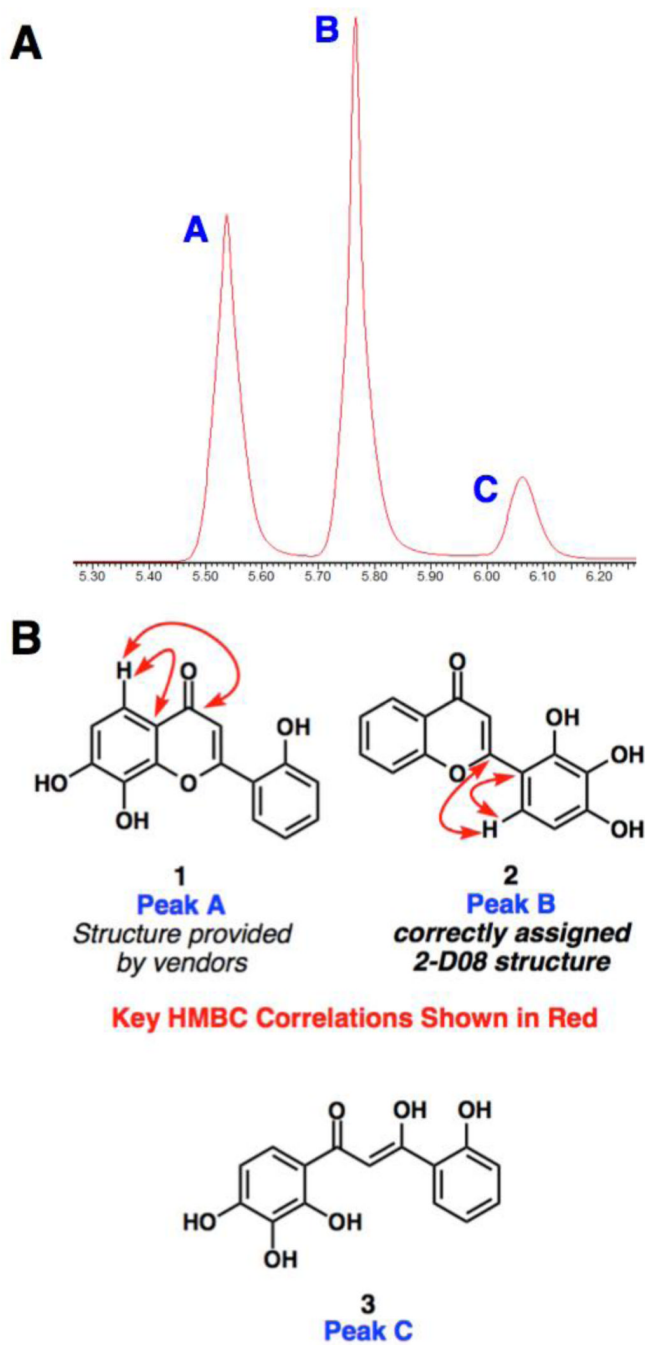 A
B
A
C
5.30 5.40 5.50 5.60 5.70 5.80 5.90 6.00 6.10 6.20
B
H O
OH
HO O
OH
1
Peak A
Structure provided
by vendors
O
OH
OH
O
H OH
2
Peak B
correctly assigned
2-D08 structure
Key HMBC Correlations Shown in Red
O OH OH
HO OH
OH
3
Peak C